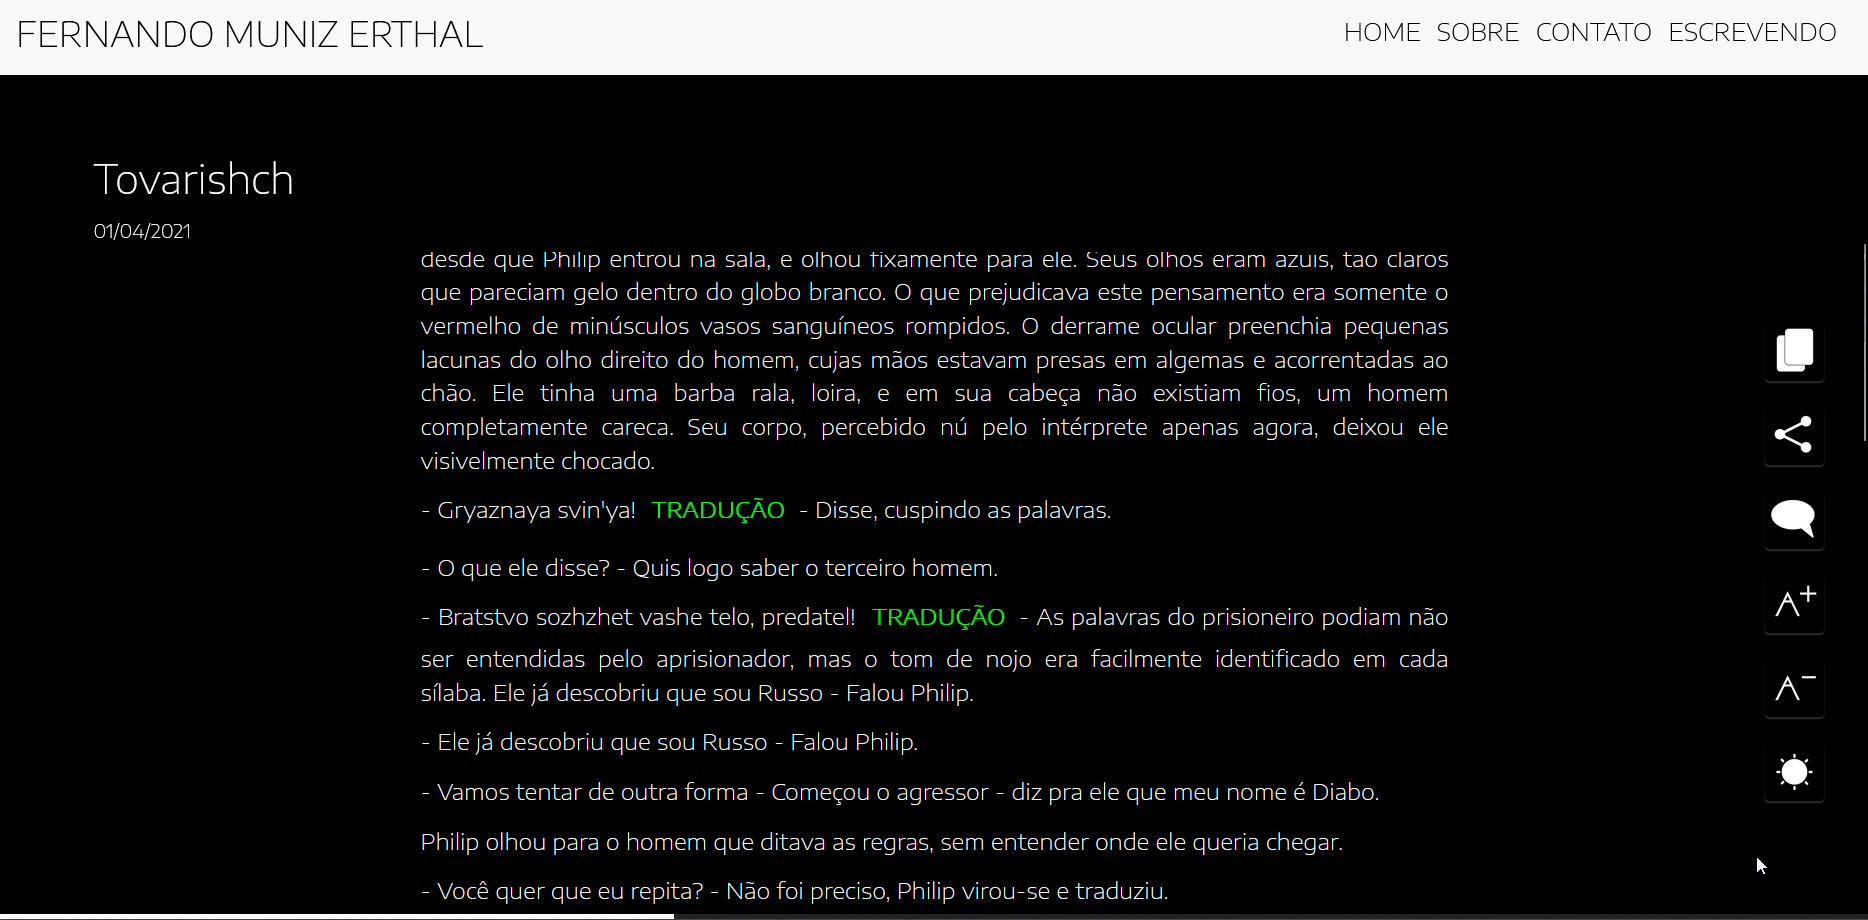 FERNANDO MUNIZ ERTHAL
HOME SOBRE CONTATO ESCREVENDO
Tovarishch
01/04/2021
desde que Philip entrou na sala, e olhou fixamente para ele. Seus olhos eram azuis, tão claros
que pareciam gelo dentro do globo branco. O que prejudicava este pensamento era somente o
vermelho de minúsculos vasos sanguíneos rompidos. O derrame ocular preenchia pequenas
lacunas do olho direito do homem, cujas mãos estavam presas em algemas e acorrentadas ao
chão. Ele tinha uma barba rala, loira, e em sua cabeça não existiam fios, um homem
completamente careca. Seu corpo, percebido nú pelo intérprete apenas agora, deixou ele
visivelmente chocado.
- Gryaznaya svin'ya! TRADUÇÃO - Disse, cuspindo as palavras.
- O que ele disse? - Quis logo saber o terceiro homem.
- Bratstvo sozhzhet vashe telo, predatel! TRADUÇÃO - As palavras do prisioneiro podiam não
ser entendidas pelo aprisionador, mas o tom de nojo era facilmente identificado em cada
sílaba. Ele já descobriu que sou Russo - Falou Philip.
- Ele já descobriu que sou Russo - Falou Philip.
- Vamos tentar de outra forma - Começou o agressor - diz pra ele que meu nome é Diabo.
Philip olhou para o homem que ditava as regras, sem entender onde ele queria chegar.
- Você quer que eu repita? - Não foi preciso, Philip virou-se e traduziu.
A+
A-